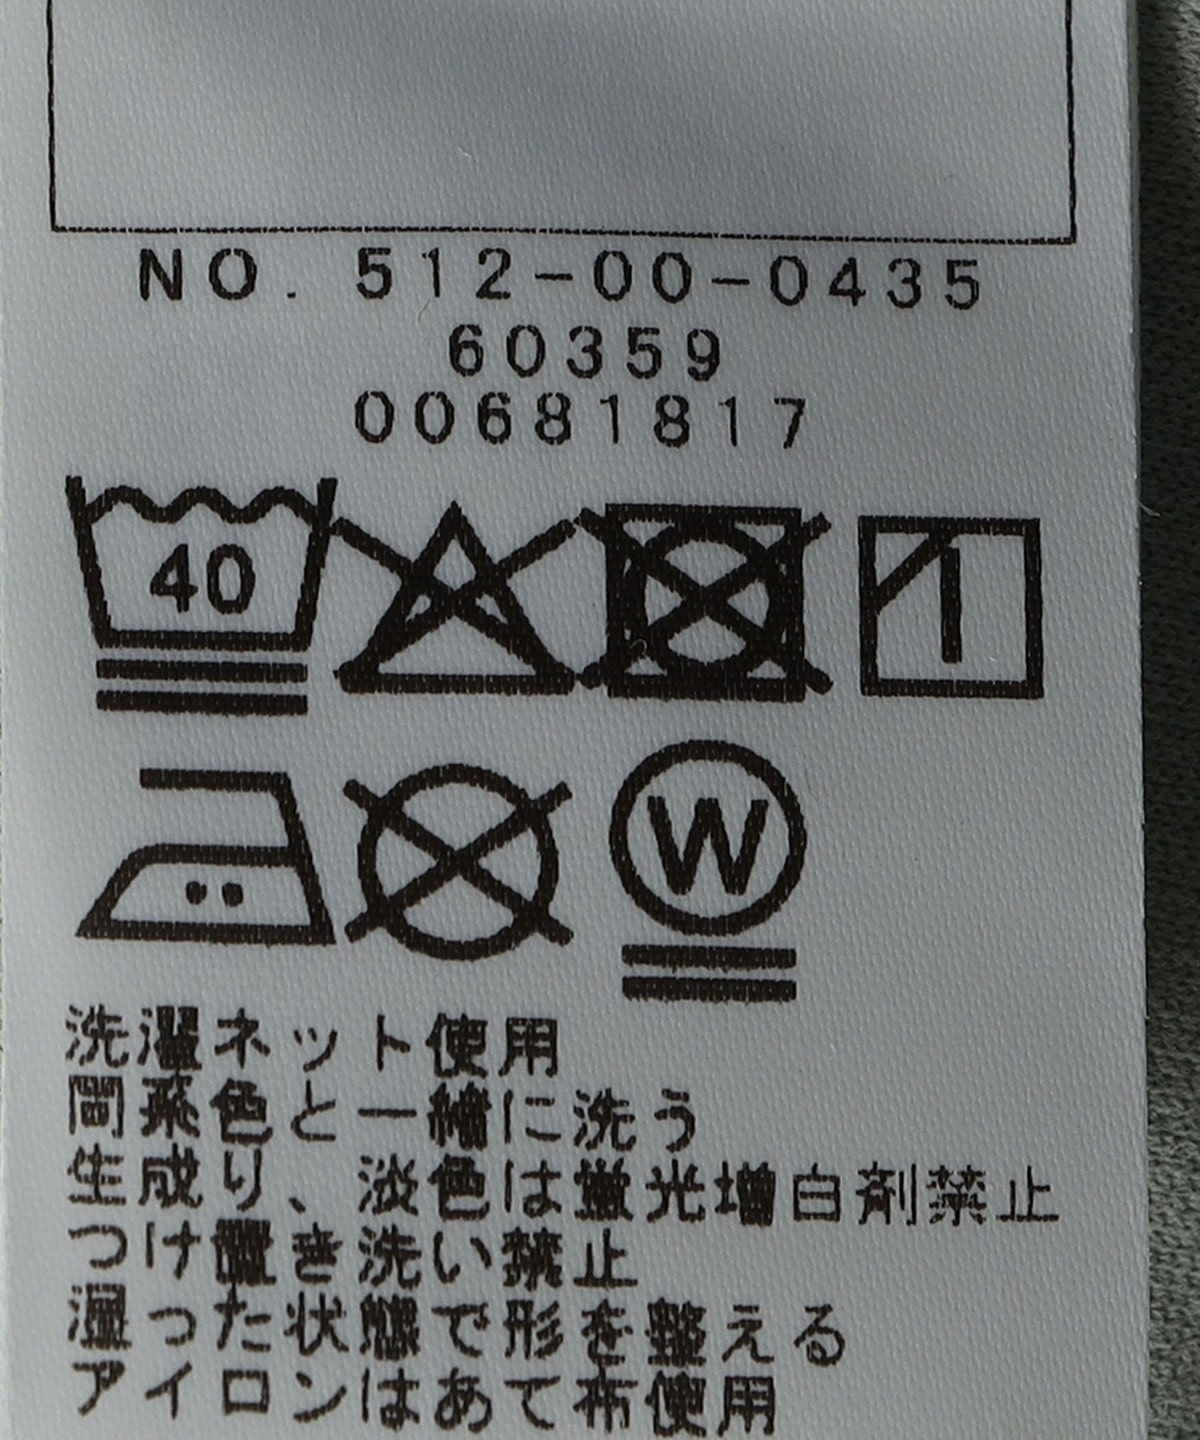 NO. 512-00-0435
60359
00681817
40
W
洗濯ネット使用
同系色と一緒に洗う
生成り、淡色は蛍光増白剤禁止
つけ置き洗い禁止
湿った状態で形を整える
アイロンはあて布使用